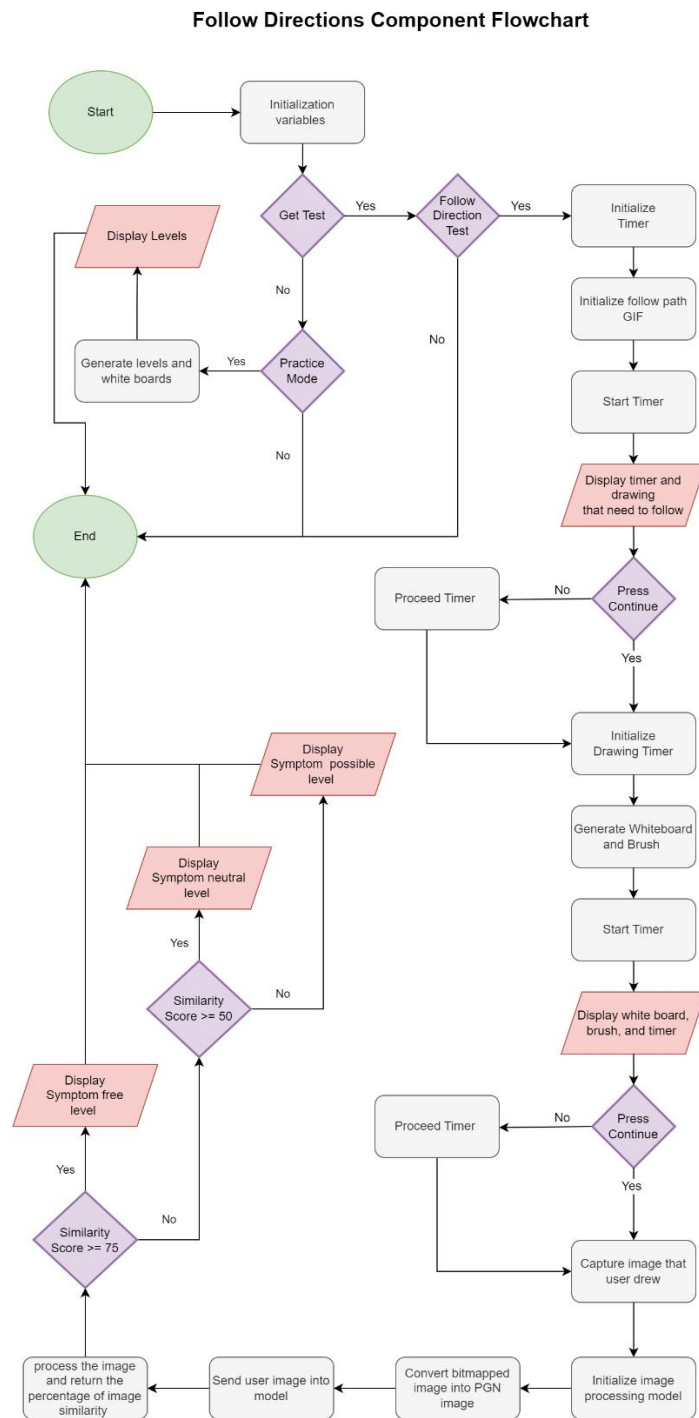 Follow Directions Component Flowchart
Start
Initialization
variables
Get Test
Yes
Follow
Direction
Test
Yes
Initialize
Timer
Display Levels
No
No
Initialize follow path
GIF
Generate levels and
white boards
Yes
Practice
Mode
Start Timer
No
Display timer and
drawing
that need to follow
End
Proceed Timer
No
Press
Continue
Yes
Initialize
Drawing Timer
Display
Symptom possible
level
Generate Whiteboard
and Brush
Display
Symptom neutral
level
Start Timer
Yes
Similarity
Score >= 50
No
Display white board,
brush, and timer
Display
Symptom free
level
Proceed Timer
No
Press
Continue
Yes
Yes
Similarity
Score >= 75
No
Capture image that
user drew
process the image
and return the
percentage of image
similarity
Send user image into
model
Convert bitmapped
image into PGN
image
Initialize image
processing model